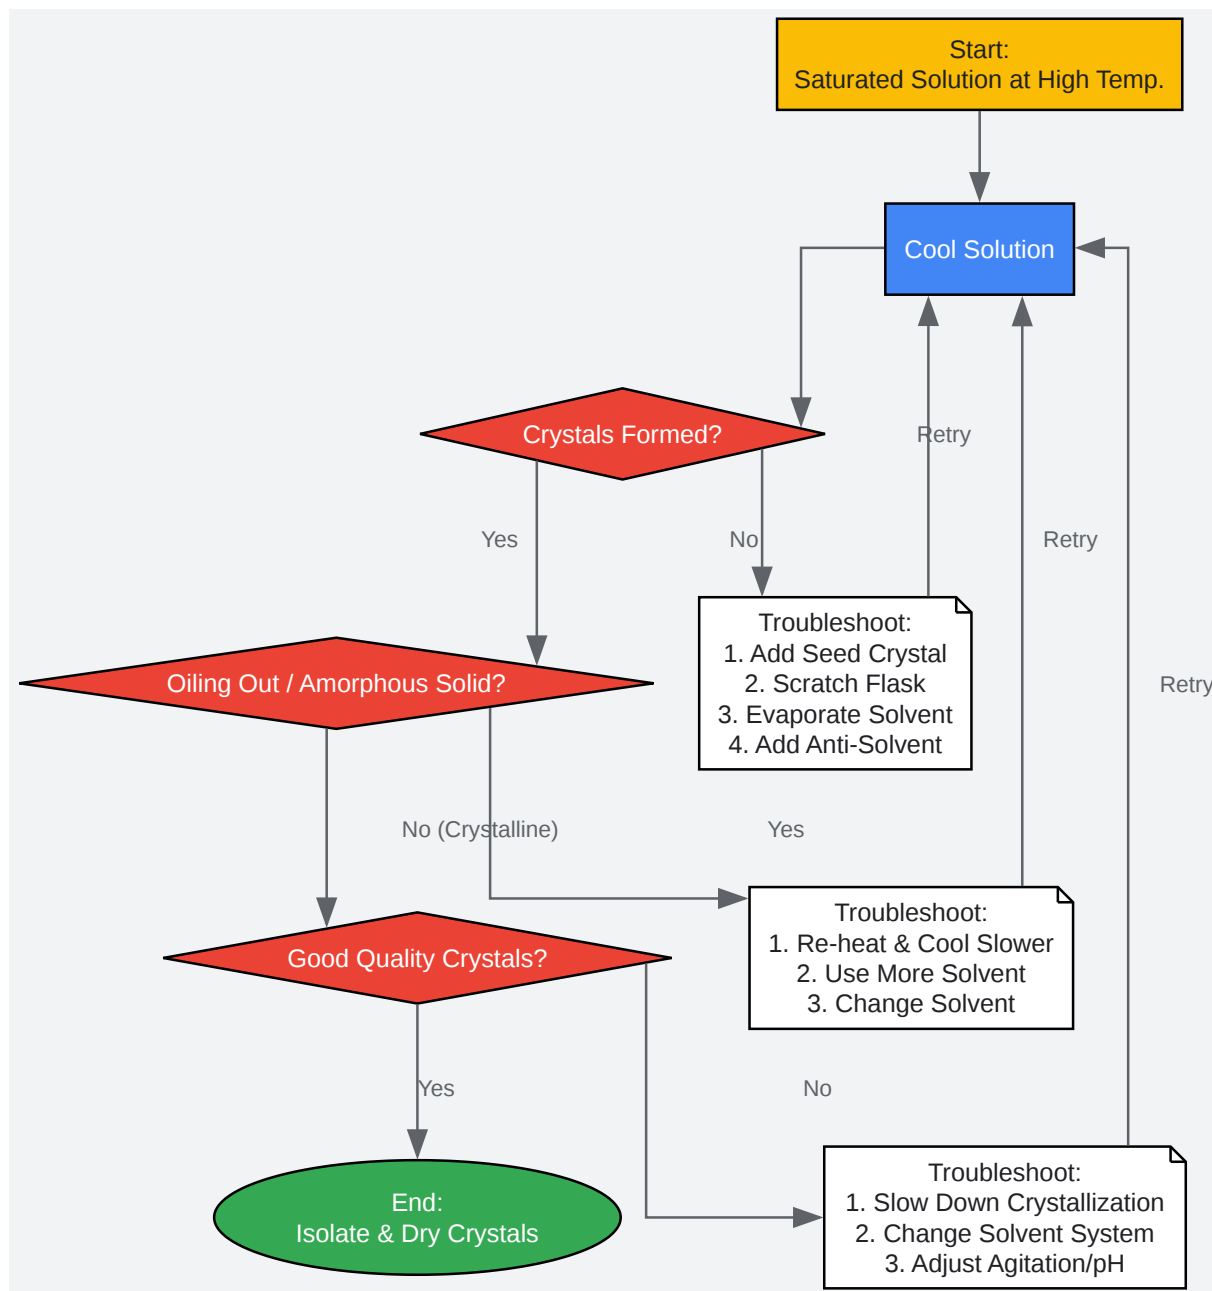 Start:
Saturated Solution at High Temp.
Cool Solution
Crystals Formed?
Retry
Yes
No
Retry
Troubleshoot:
1. Add Seed Crystal
2. Scratch Flask
3. Evaporate Solvent
4. Add Anti-Solvent
Oiling Out / Amorphous Solid?
Retry
No (Crystalline)
Yes
Troubleshoot:
1. Re-heat & Cool Slower
2. Use More Solvent
3. Change Solvent
Good Quality Crystals?
Yes
No
End:
Isolate & Dry Crystals
Troubleshoot:
1. Slow Down Crystallization
2. Change Solvent System
3. Adjust Agitation/pH